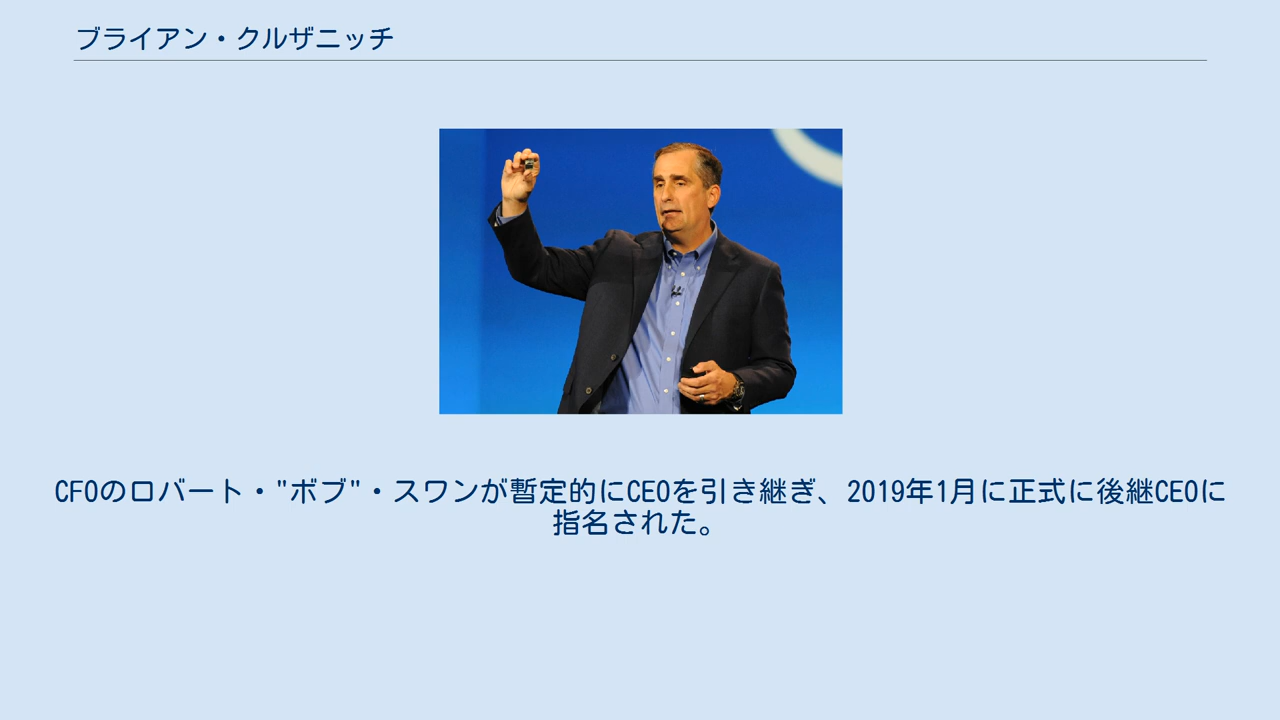 ブライアン・クルザニッチ
CFOのロバート・"ボブ"・スワンが暫定的にCEOを引き継ぎ、2019年1月に正式に後継CEOに
指名された。